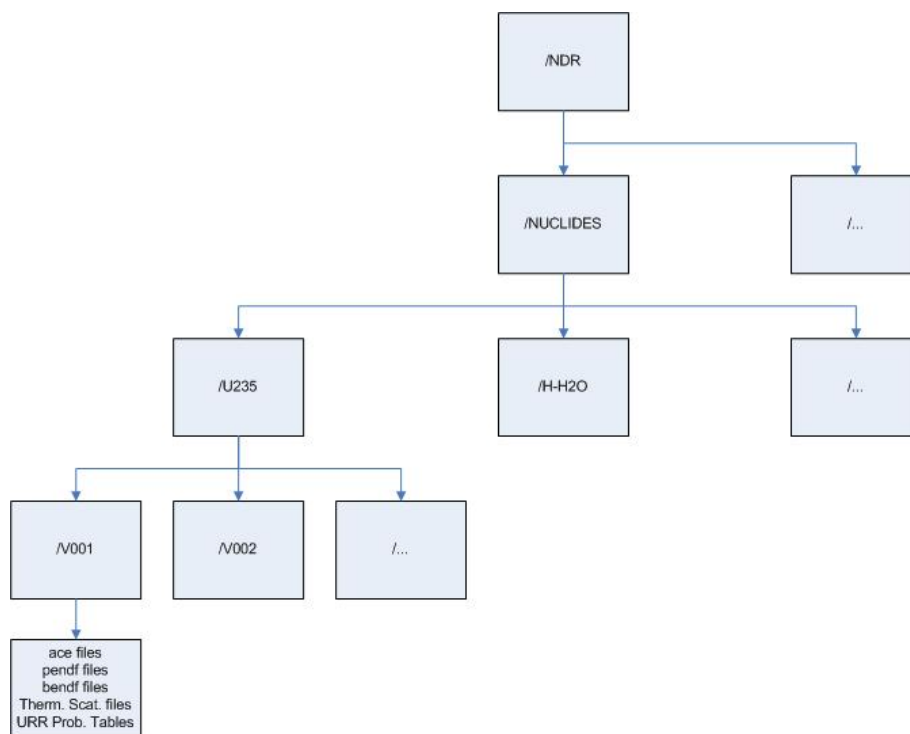 /NDR
/NUCLIDES
/...
/U235
/H-H2O
/...
/V001
/V002
/...
ace files
pendf files
bendf files
Therm. Scat. files
URR Prob. Tables